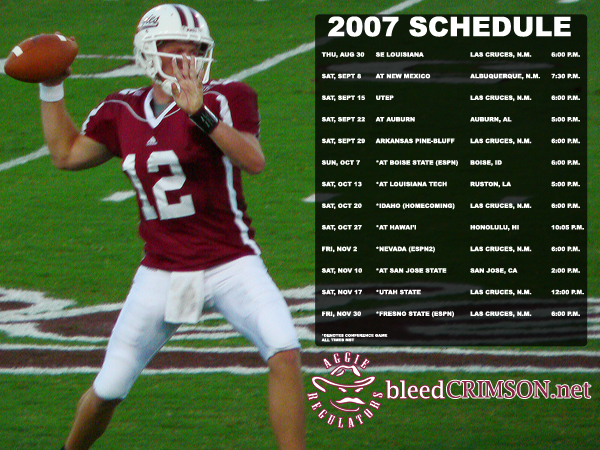 2007 SCHEDULE
THU, AUG 30 SE LOUISIANA LAS CRUCES, N.M. 6:00 P.M.
SAT, SEPT 8 AT NEW MEXICO ALBUQUERQUE, N.M. 7:30 P.M.
SAT, SEPT 15 UTEP LAS CRUCES, N.M. 6:00 P.M.
SAT, SEPT 22 AT AUBURN AUBURN, AL 5:00 P.M.
SAT, SEPT 29 ARKANSAS PINE-BLUFF LAS CRUCES, N.M. 6:00 P.M.
SUN, OCT 7 *AT BOISE STATE (ESPN) BOISE, ID 6:00 P.M.
SAT, OCT 13 *AT LOUISIANA TECH RUSTON, LA 5:00 P.M.
SAT, OCT 20 *IDAHO (HOMECOMING) LAS CRUCES, N.M. 6:00 P.M.
SAT, OCT 27 *AT HAWAI'I HONOLULU, HI 10:05 P.M.
FRI, NOV 2 *NEVADA (ESPN2) LAS CRUCES, N.M. 6:00 P.M.
SAT, NOV 10 *AT SAN JOSE STATE SAN JOSE, CA 2:00 P.M.
SAT, NOV 17 *UTAH STATE LAS CRUCES, N.M. 12:00 P.M.
FRI, NOV 30 *FRESNO STATE (ESPN) LAS CRUCES, N.M. 6:00 P.M.
*DENOTES CONFERENCE GAME
ALL TIMES MST
12
12
adidas
AGGIE
REGULATORS
bleedCRIMSON.net